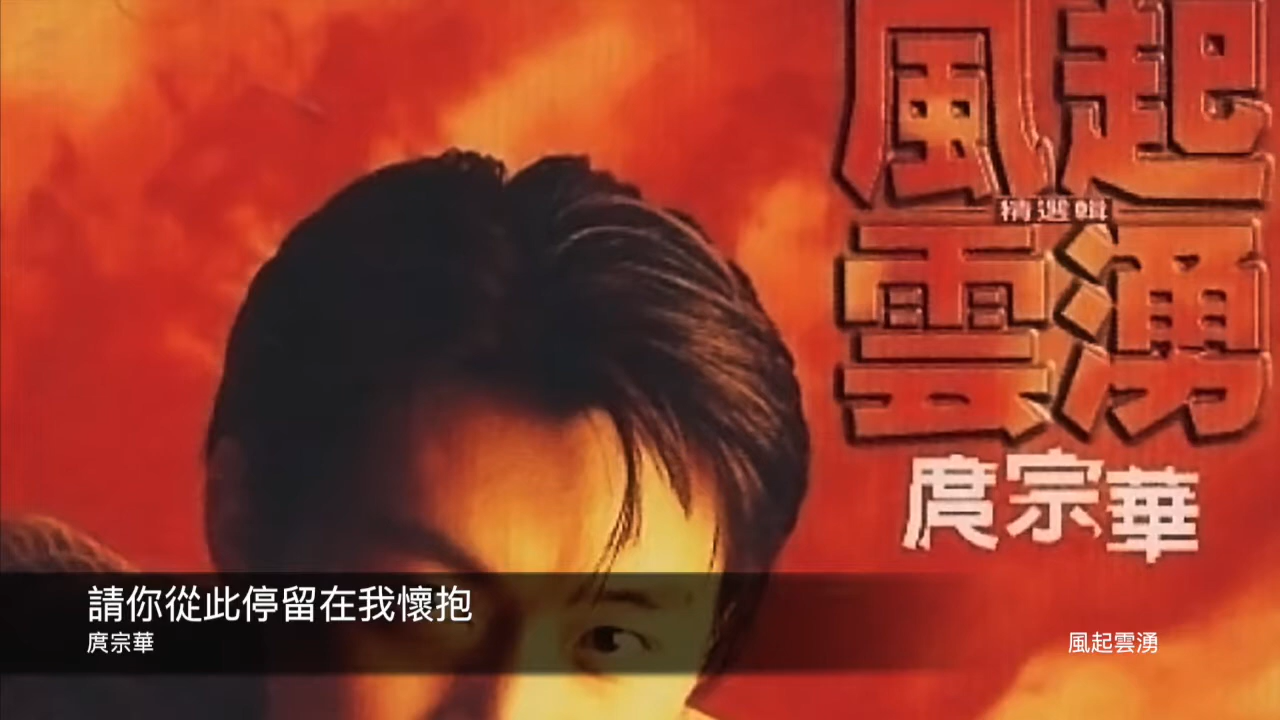 風起
精選輯
雲湧
庹宗華
請你從此停留在我懷抱
庹宗華
風起雲湧